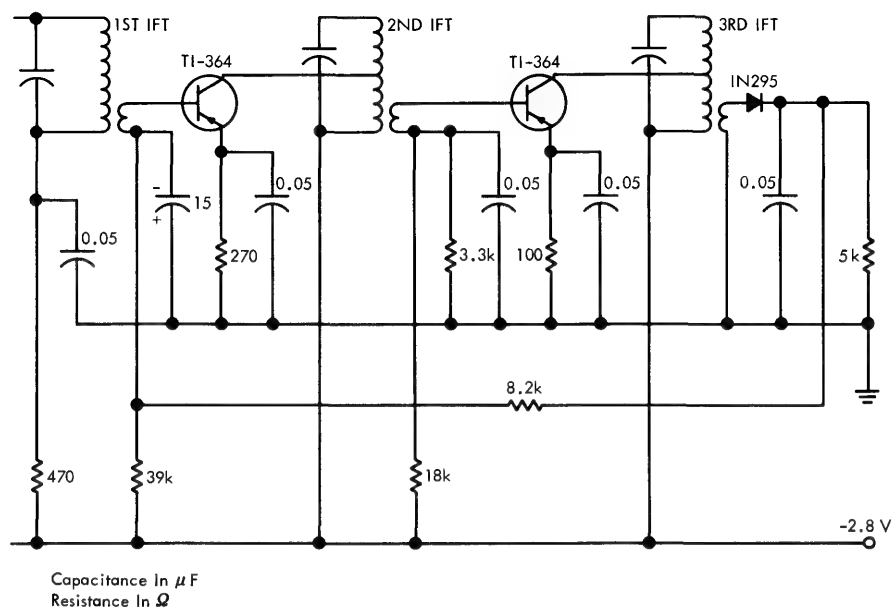 1ST IFT
2ND IFT
3RD IFT
TI-364
TI-364
IN295
0.05
0.05
0.05
0.05
-
15
+
0.05
270
3.3k
100
5k
8.2k
470
39k
18k
-2.8 V
Capacitance In μF
Resistance In Ω